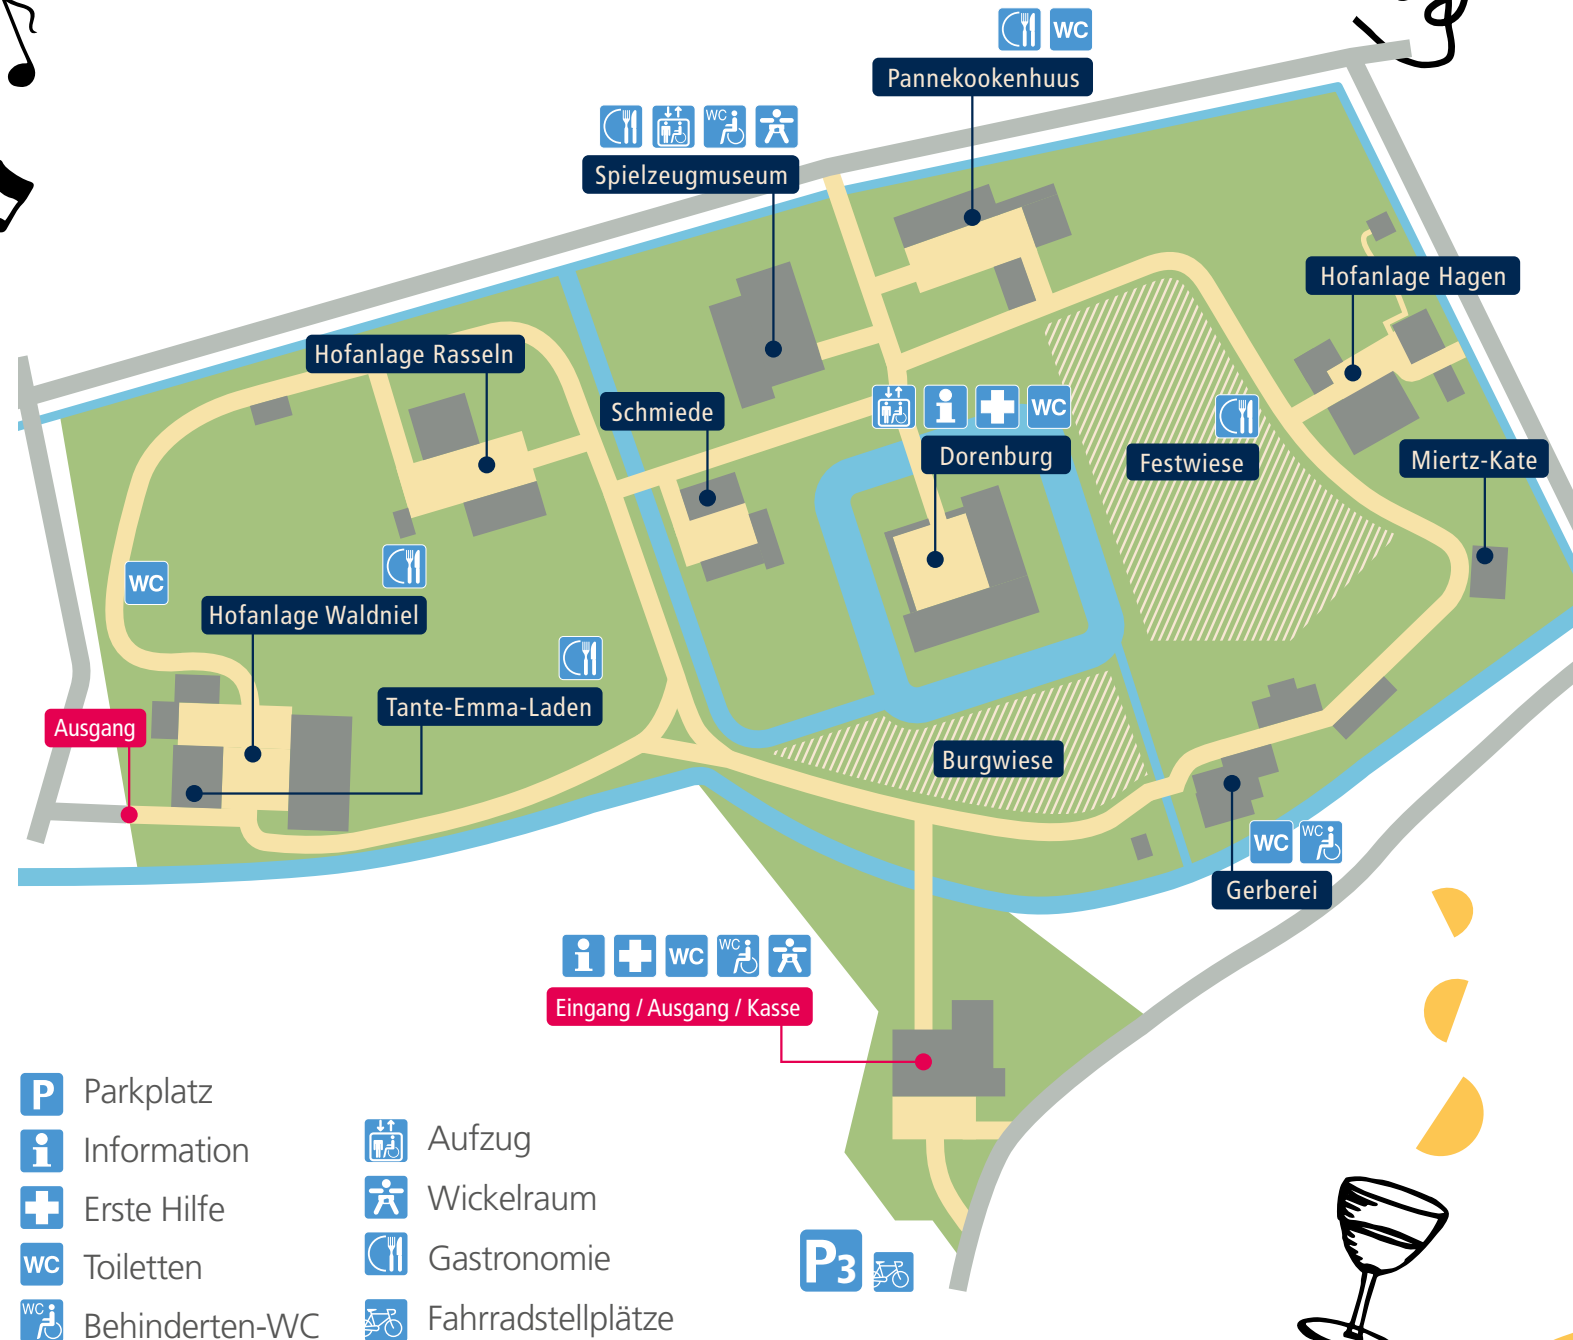 WC
Pannekookenhuus
WC
Spielzeugmuseum
Hofanlage Hagen
Hofanlage Rasseln
Schmiede
WC
Dorenburg
Festwiese
Miertz-Kate
WC
Hofanlage Waldniel
Tante-Emma-Laden
Ausgang
Burgwiese
WC WC
Gerberei
i WC WC
Eingang / Ausgang / Kasse
P Parkplatz
i Information
Erste Hilfe
WC Toiletten
WC Behinderten-WC
Aufzug
Wickelraum
Gastronomie
Fahrradstellplätze
P3